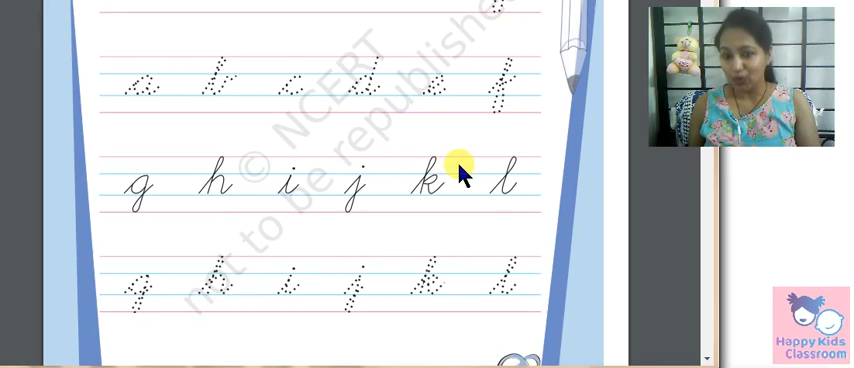 a b c d e f
g h i j k l
g h i j k l
© NCERT
not to be republished
Happy Kids
Classroom